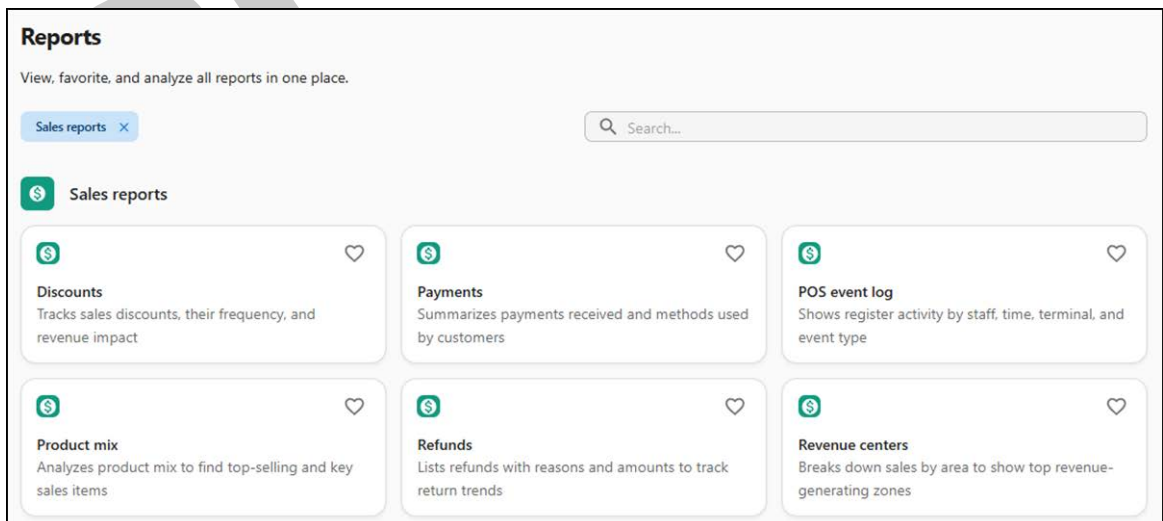 Reports
View, favorite, and analyze all reports in one place.
Sales reports ×
Search...
Sales reports
Discounts
Tracks sales discounts, their frequency, and
revenue impact
Payments
Summarizes payments received and methods used
by customers
POS event log
Shows register activity by staff, time, terminal, and
event type
Product mix
Analyzes product mix to find top-selling and key
sales items
Refunds
Lists refunds with reasons and amounts to track
return trends
Revenue centers
Breaks down sales by area to show top revenue-
generating zones